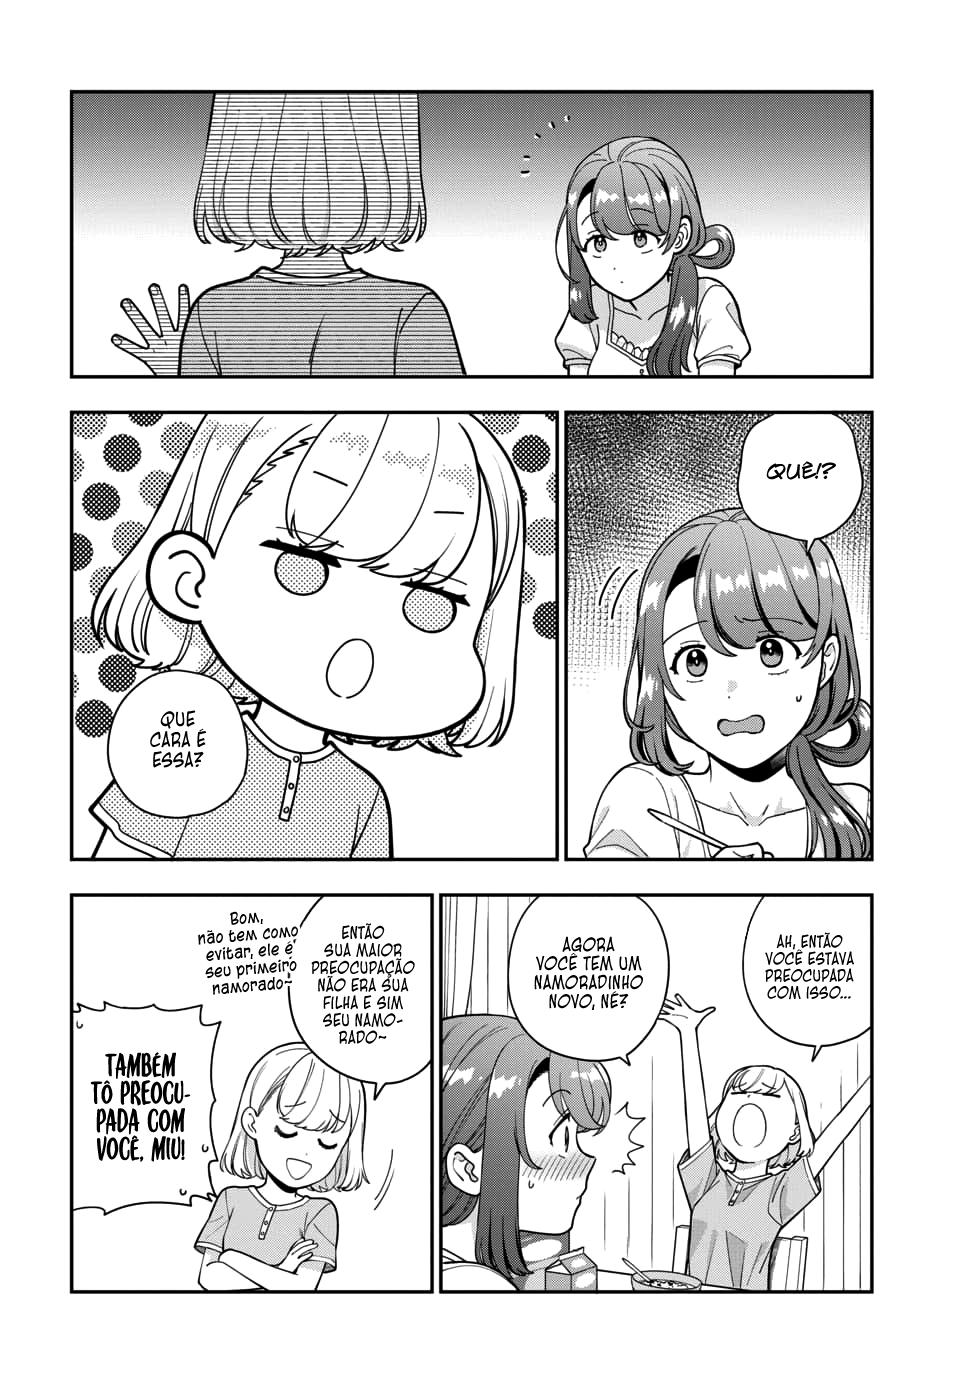 QUÊ!?
QUE
CARA É
ESSA?
AH, ENTÃO
VOCÊ ESTAVA
PREOCUPADA
COM ISSO...
AGORA
VOCÊ TEM UM
NAMORADINHO
NOVO, NÉ?
ENTÃO
SUA MAIOR
PREOCUPAÇÃO
NÃO ERA SUA
FILHA E SIM
SEU NAMO-
RADO~
Bom,
não tem como
evitar, ele é
seu primeiro
namorado~
TAMBÉM
TÔ PREOCU-
PADA COM
VOCÊ, MIU!